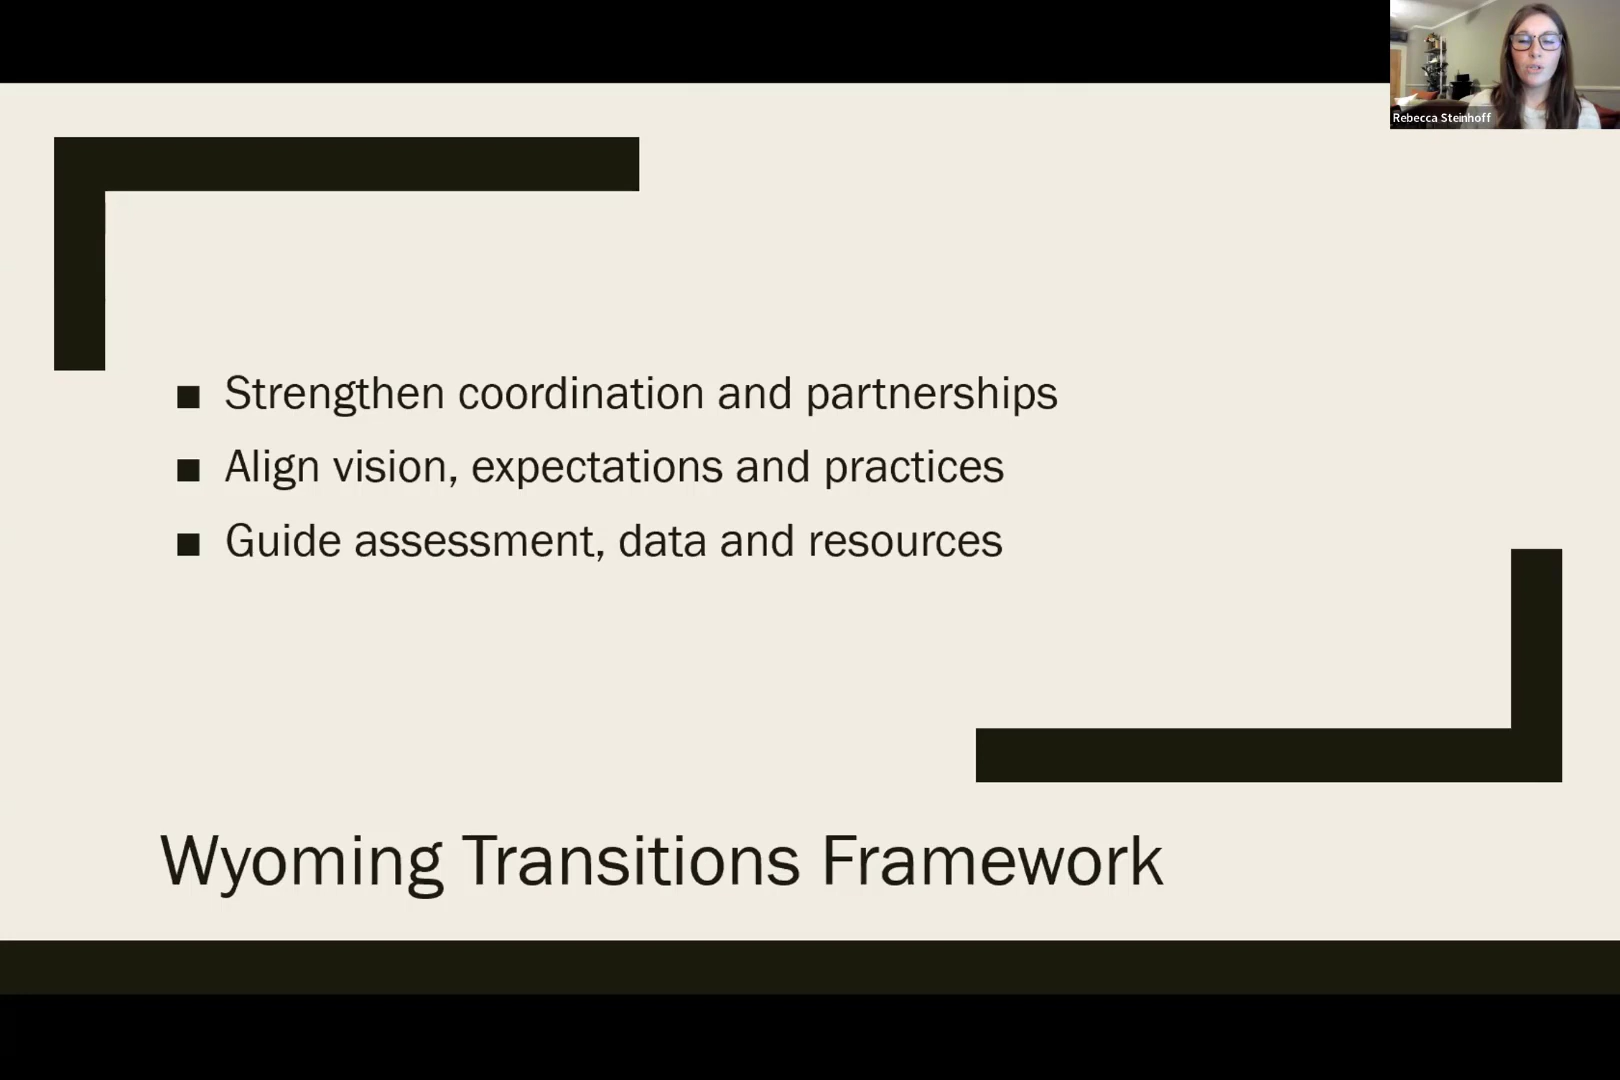 Rebecca Steinhoff
■ Strengthen coordination and partnerships
■ Align vision, expectations and practices
■ Guide assessment, data and resources
Wyoming Transitions Framework